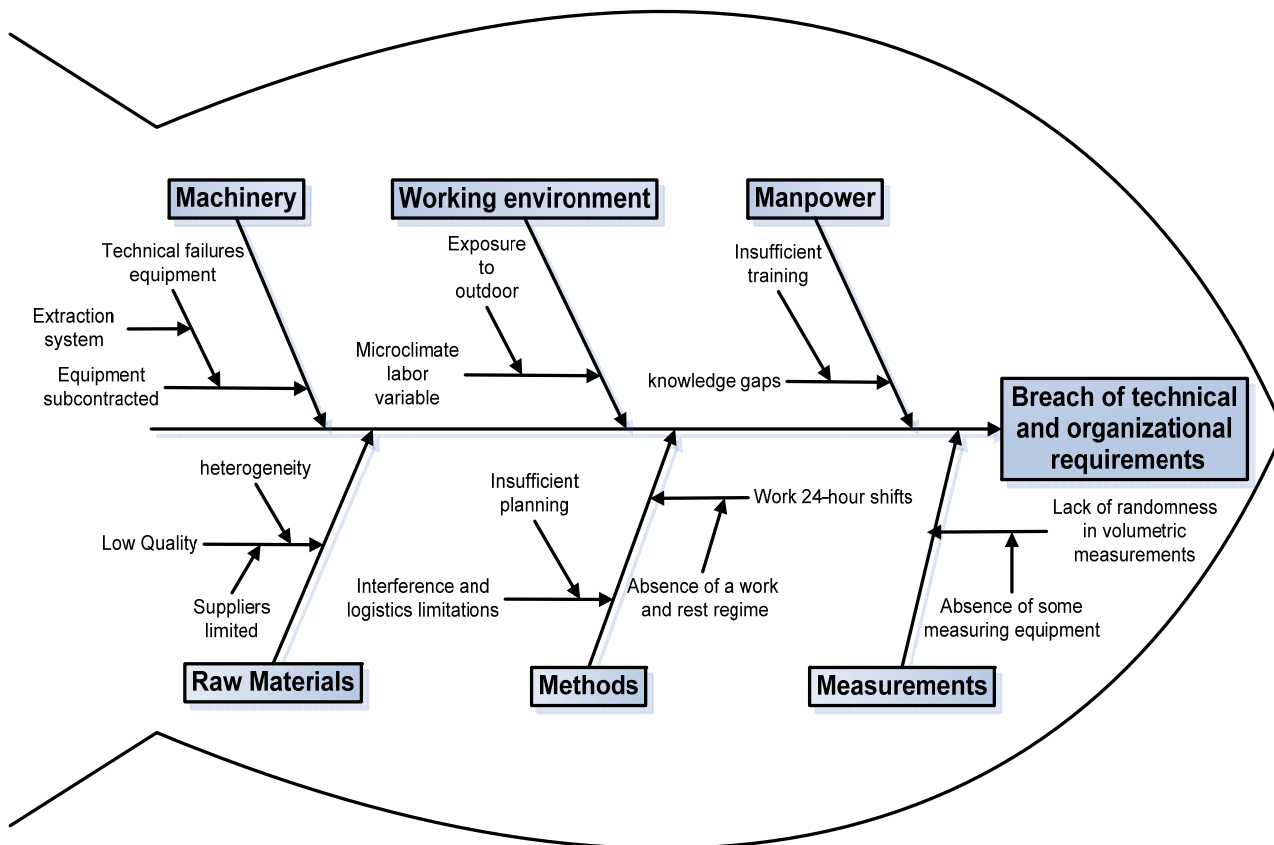 Machinery
Working environment
Manpower
Technical failures
equipment
Exposure
to
outdoor
Insufficient
training
Extraction
system
Microclimate
labor
variable
Equipment
subcontracted
knowledge gaps
Breach of technical
and organizational
requirements
heterogeneity
Insufficient
planning
Work 24-hour shifts
Lack of randomness
in volumetric
measurements
Low Quality
Interference and
logistics limitations
Absence of a work
and rest regime
Suppliers
limited
Absence of some
measuring equipment
Raw Materials
Methods
Measurements